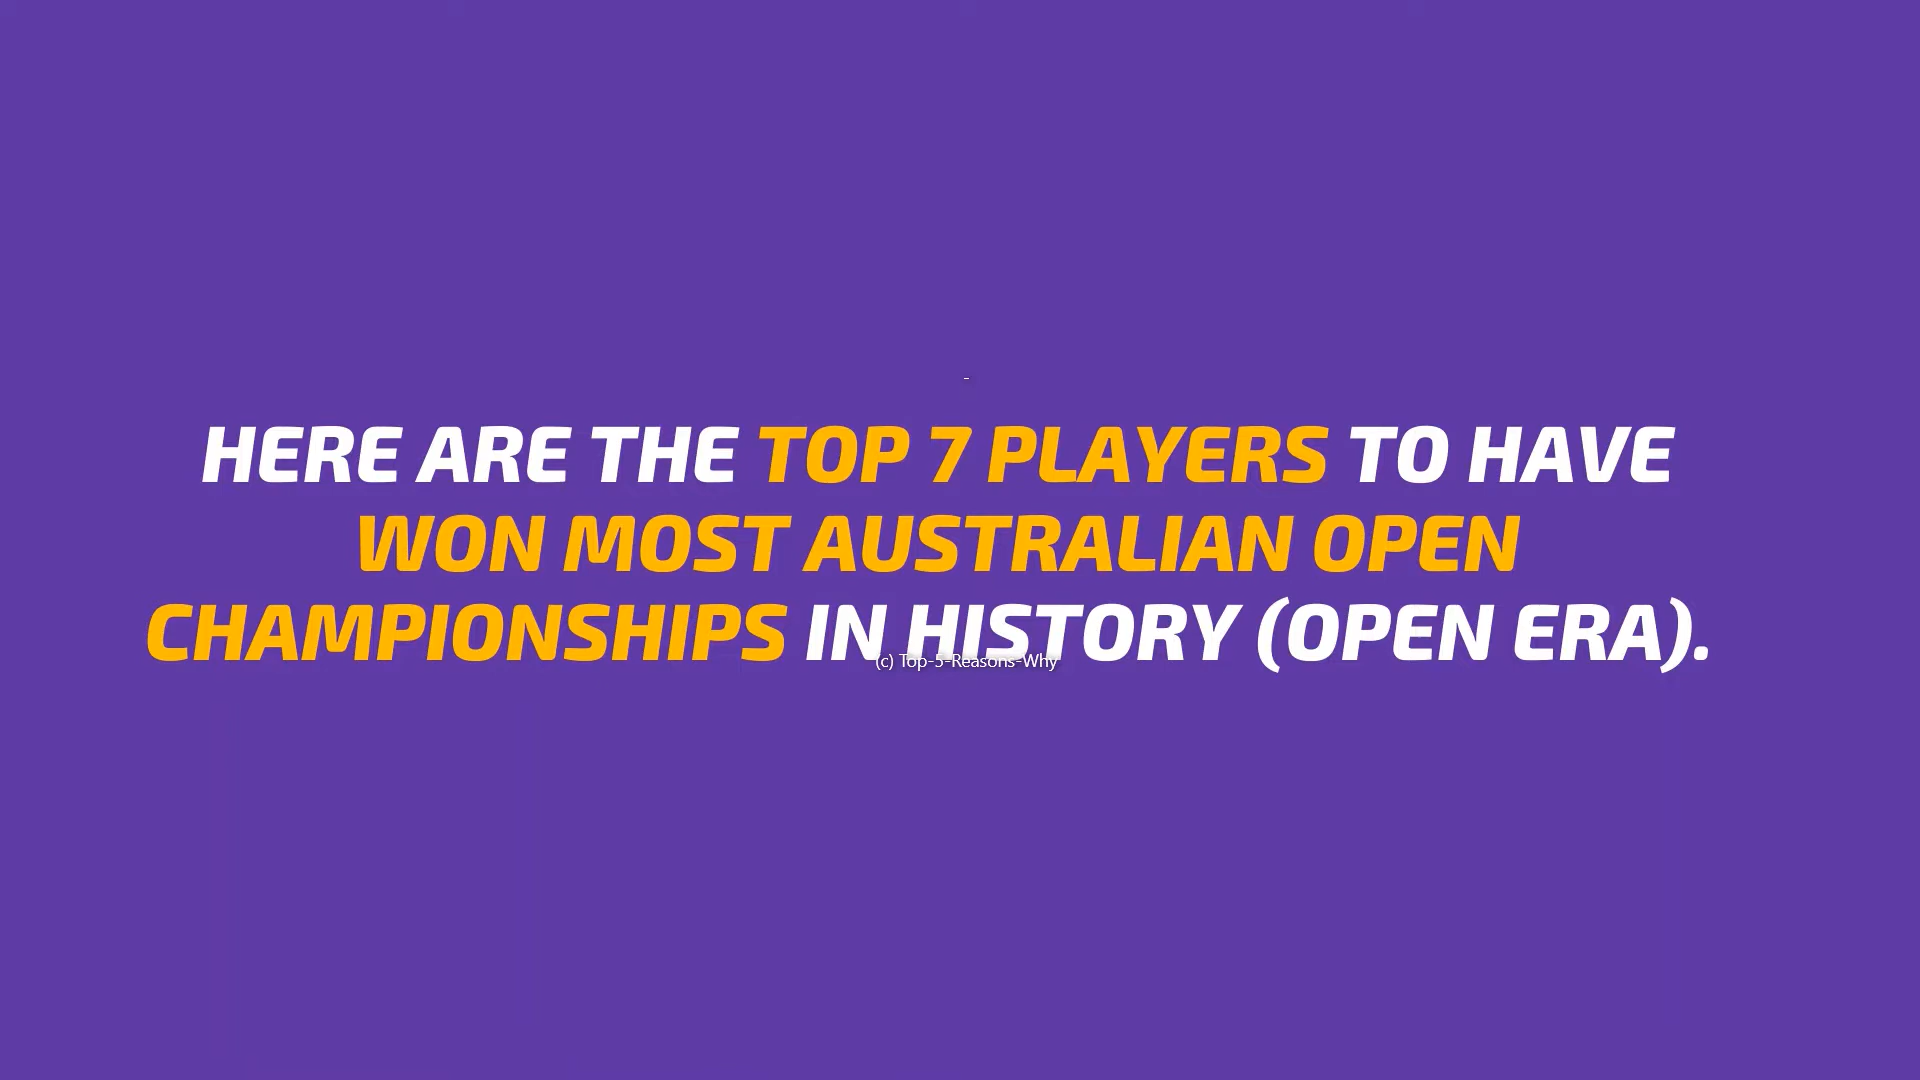 -
HERE ARE THE TOP 7 PLAYERS TO HAVE
WON MOST AUSTRALIAN OPEN
CHAMPIONSHIPS IN HISTORY (OPEN ERA).
(c) Top-5-Reasons-Why